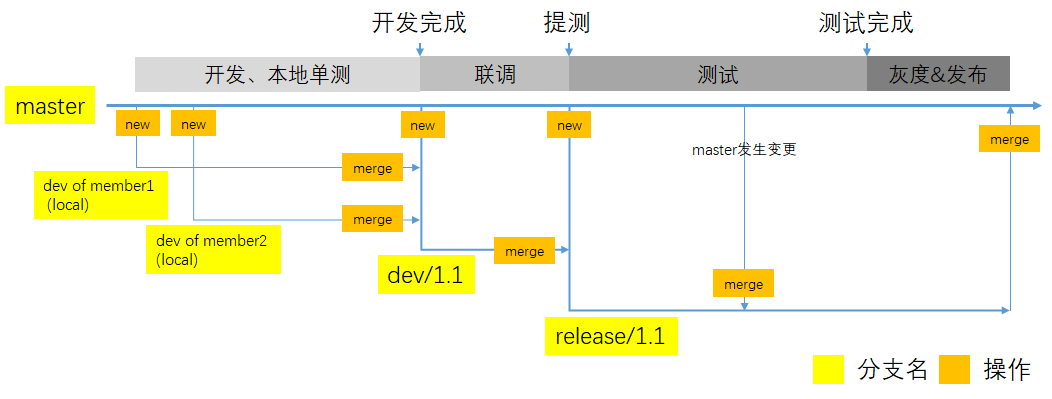 开发完成
提测
测试完成
开发、本地单测
联调
测试
灰度&发布
master
new
new
new
new
merge
master发生变更
merge
dev of member1
(local)
merge
dev of member2
(local)
merge
dev/1.1
merge
release/1.1
分支名
操作